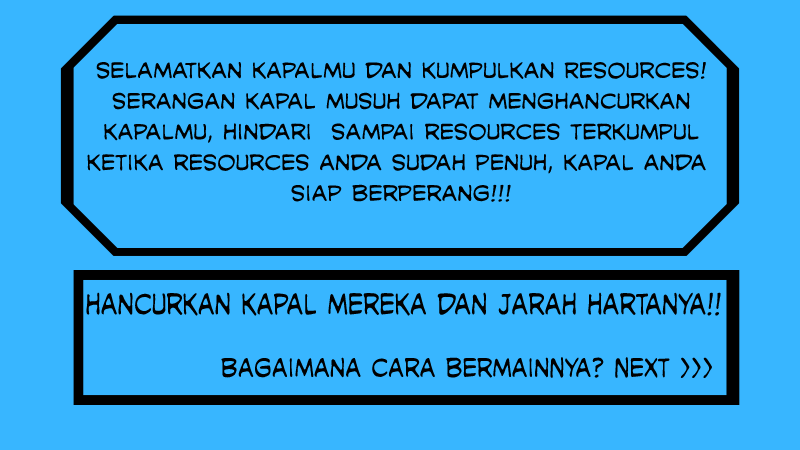 SELAMATKAN KAPALMU DAN KUMPULKAN RESOURCES!
SERANGAN KAPAL MUSUH DAPAT MENGHANCURKAN
KAPALMU, HINDARI SAMPAI RESOURCES TERKUMPUL
KETIKA RESOURCES ANDA SUDAH PENUH, KAPAL ANDA
SIAP BERPERANG!!!
HANCURKAN KAPAL MEREKA DAN JARAH HARTANYA!!
BAGAIMANA CARA BERMAINNYA? NEXT >>>